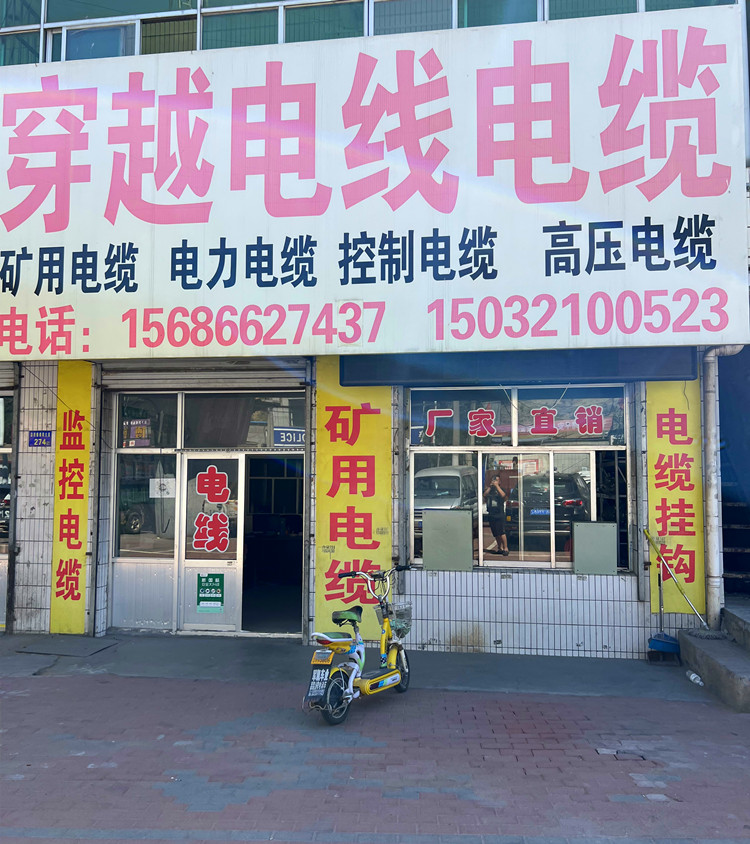 穿越电线电缆
矿用电缆 电力电缆 控制电缆 高压电缆
电话：15686627437 15032100523
监控电缆
电线
矿用电缆
厂家直销
电缆挂钩
POLICE
274